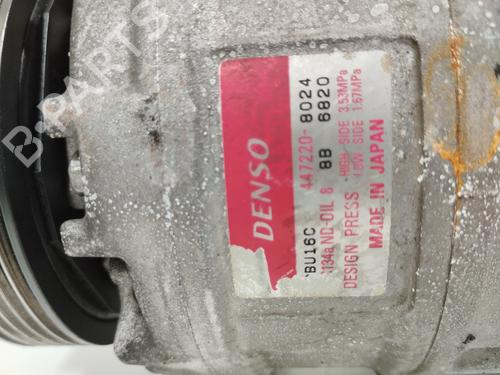 DENSO
BU16C 447220-8024
134a ND-OIL 8 8B 6820
DESIGN PRESS HIGH SIDE 3.53MPa
LOW SIDE 1.67MPa
MADE IN JAPAN
B-PARTS